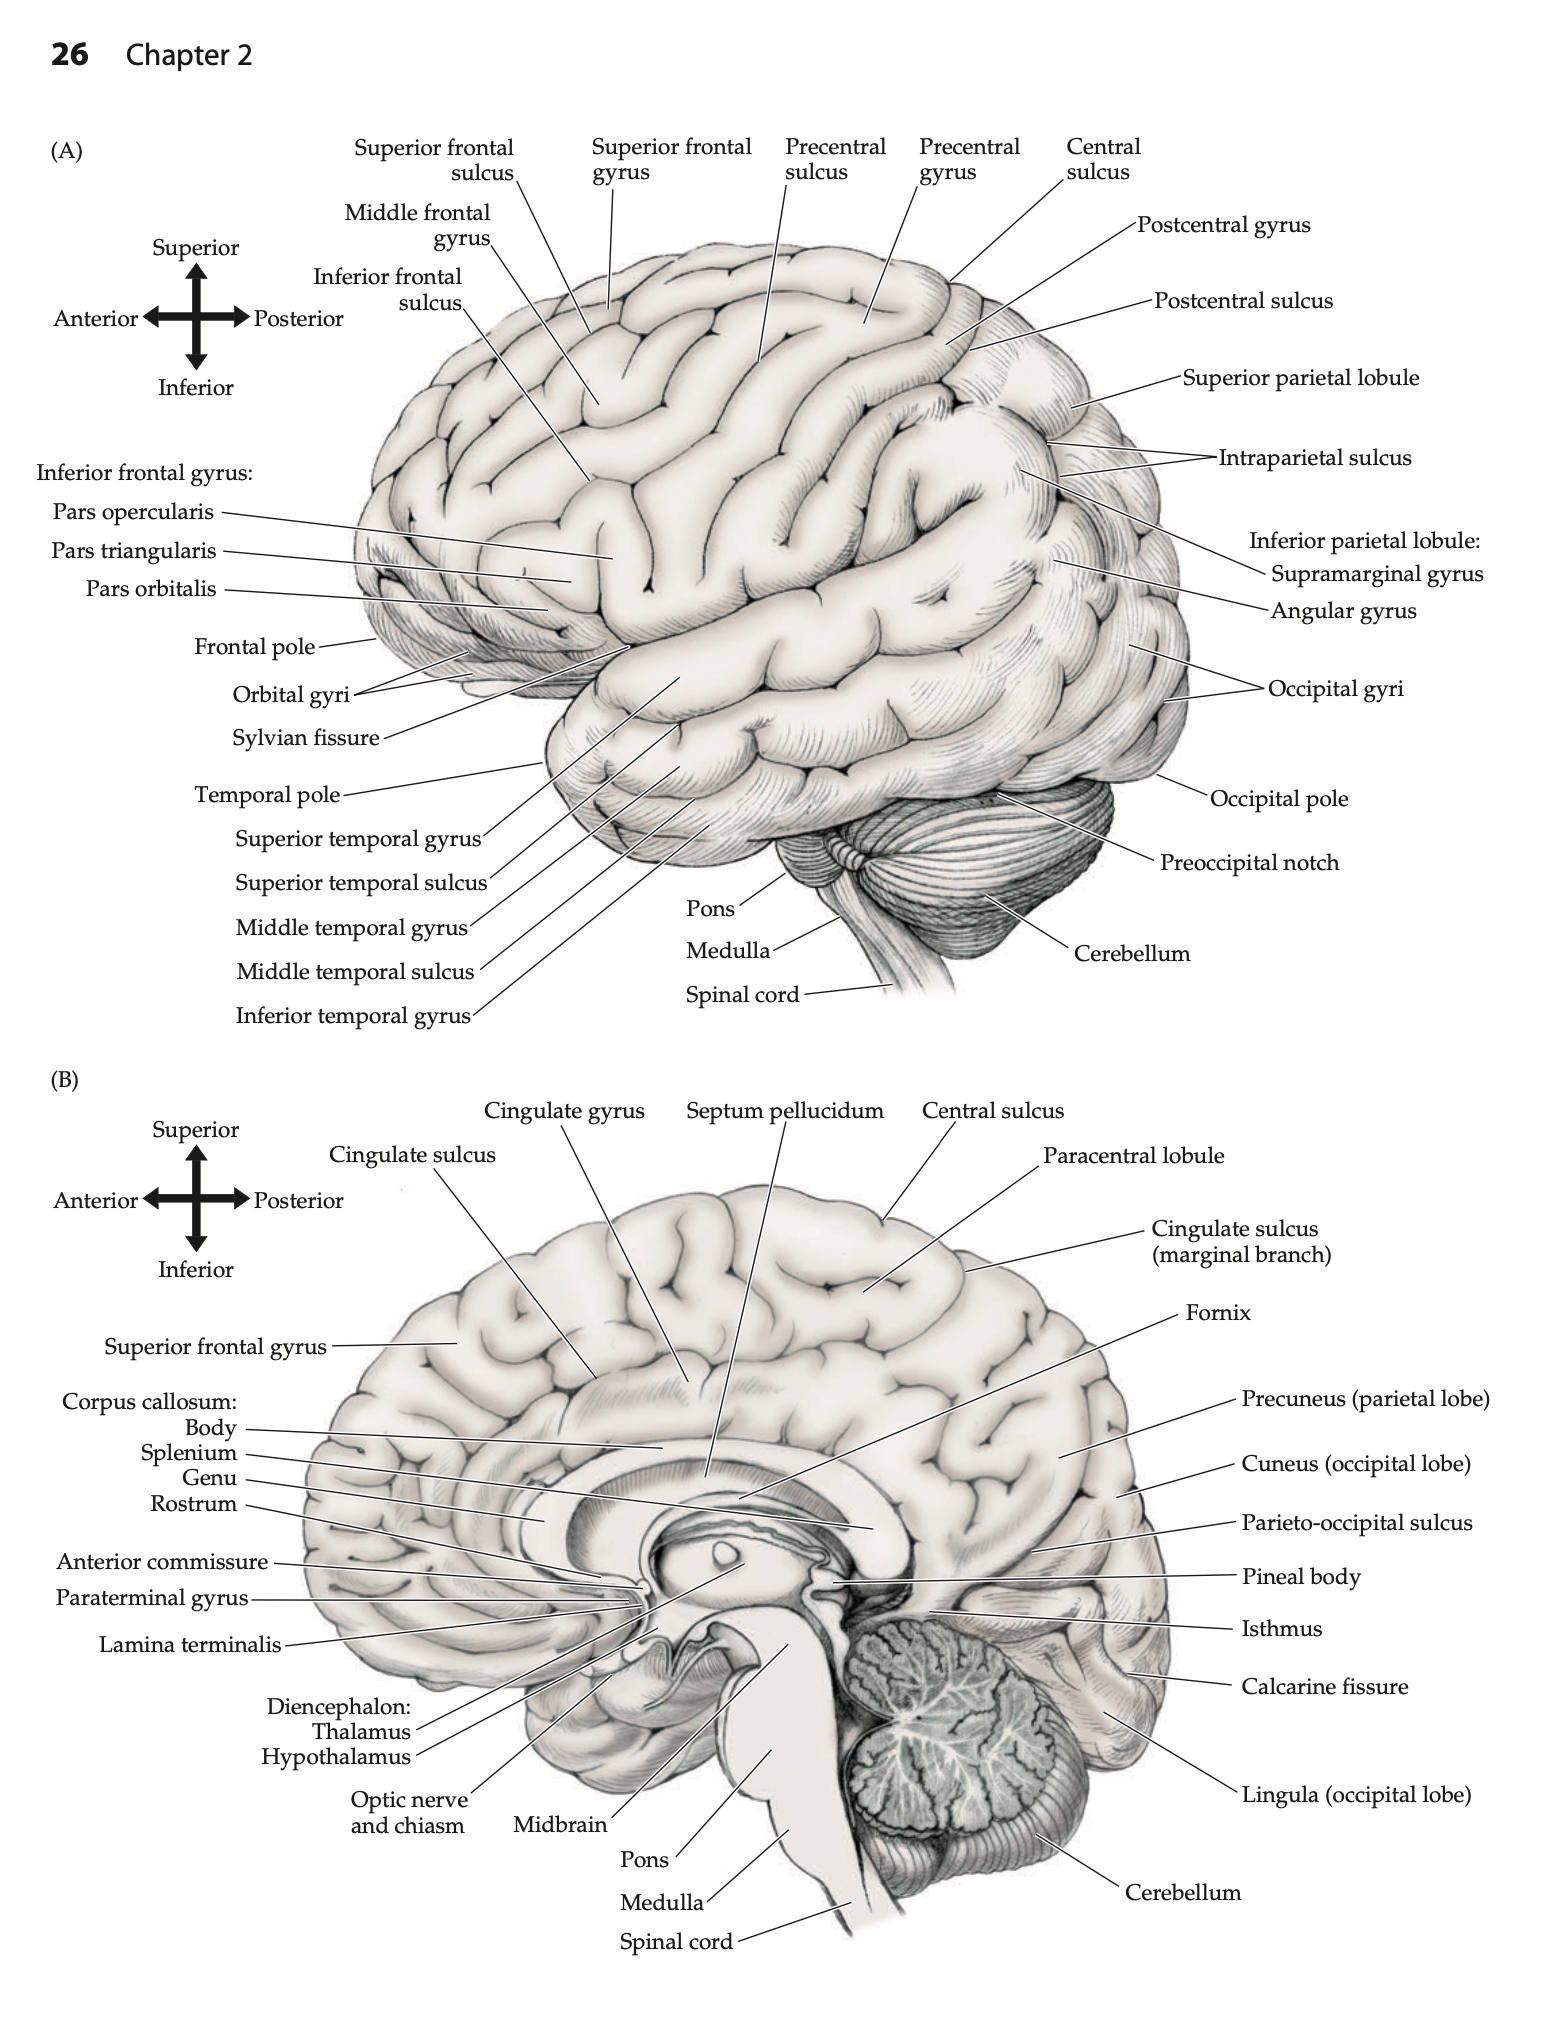 26 Chapter 2
(A)
Superior frontal
sulcus
Superior frontal
gyrus
Precentral
sulcus
Precentral
gyrus
Central
sulcus
Middle frontal
gyrus
Postcentral gyrus
Superior
Anterior
Posterior
Inferior
Inferior frontal
sulcus
Postcentral sulcus
Superior parietal lobule
Intraparietal sulcus
Inferior frontal gyrus:
Pars opercularis
Pars triangularis
Pars orbitalis
Inferior parietal lobule:
Supramarginal gyrus
Angular gyrus
Frontal pole
Orbital gyri
Occipital gyri
Sylvian fissure
Temporal pole
Occipital pole
Superior temporal gyrus
Preoccipital notch
Superior temporal sulcus
Pons
Middle temporal gyrus
Medulla
Cerebellum
Middle temporal sulcus
Spinal cord
Inferior temporal gyrus
(B)
Cingulate gyrus
Septum pellucidum
Central sulcus
Superior
Anterior
Posterior
Inferior
Cingulate sulcus
Paracentral lobule
Cingulate sulcus
(marginal branch)
Fornix
Superior frontal gyrus
Corpus callosum:
Body
Splenium
Genu
Rostrum
Precuneus (parietal lobe)
Cuneus (occipital lobe)
Parieto-occipital sulcus
Anterior commissure
Pineal body
Paraterminal gyrus
Isthmus
Lamina terminalis
Calcarine fissure
Diencephalon:
Thalamus
Hypothalamus
Optic nerve
and chiasm
Lingula (occipital lobe)
Midbrain
Pons
Cerebellum
Medulla
Spinal cord